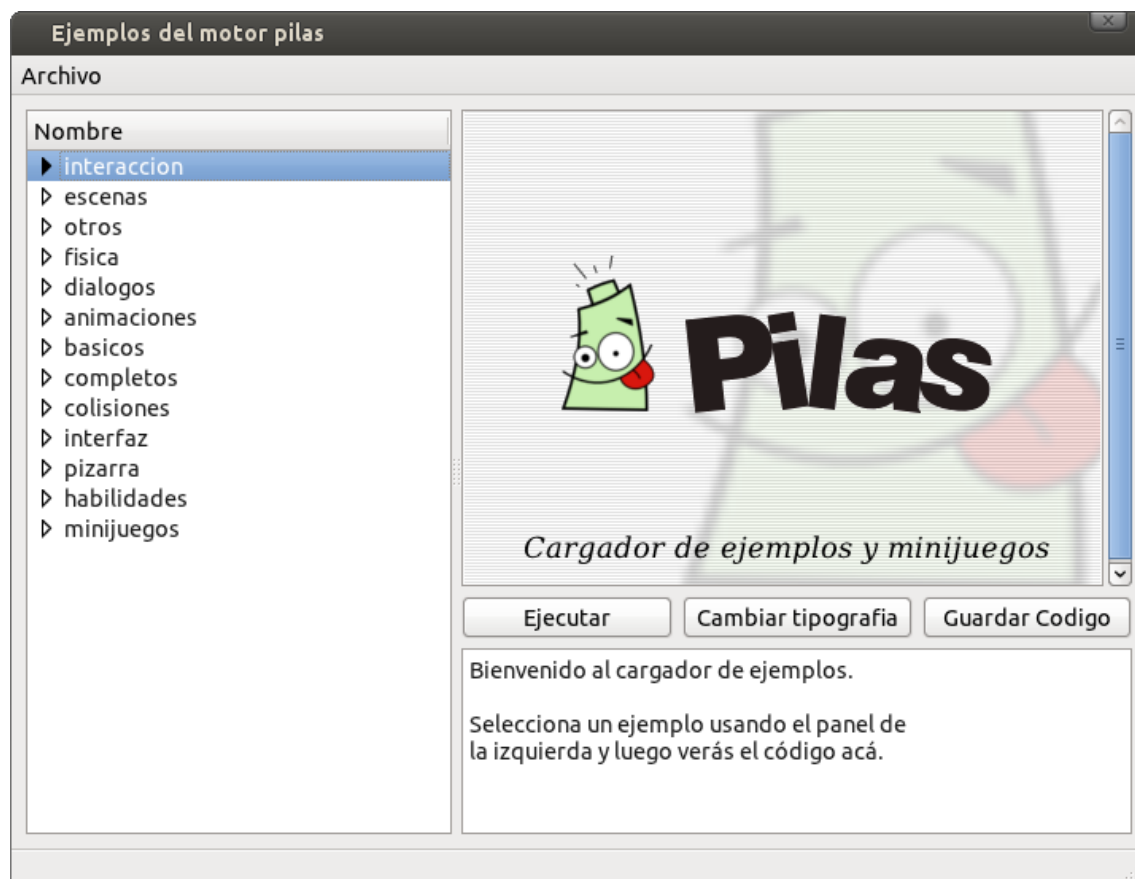 Ejemplos del motor pilas
Archivo
Nombre
interaccion
escenas
otros
fisica
dialogos
animaciones
basicos
completos
colisiones
interfaz
pizarra
habilidades
minijuegos
Pilas
Cargador de ejemplos y minijuegos
Ejecutar
Cambiar tipografia
Guardar Codigo
Bienvenido al cargador de ejemplos.
Selecciona un ejemplo usando el panel de
la izquierda y luego verás el código acá.